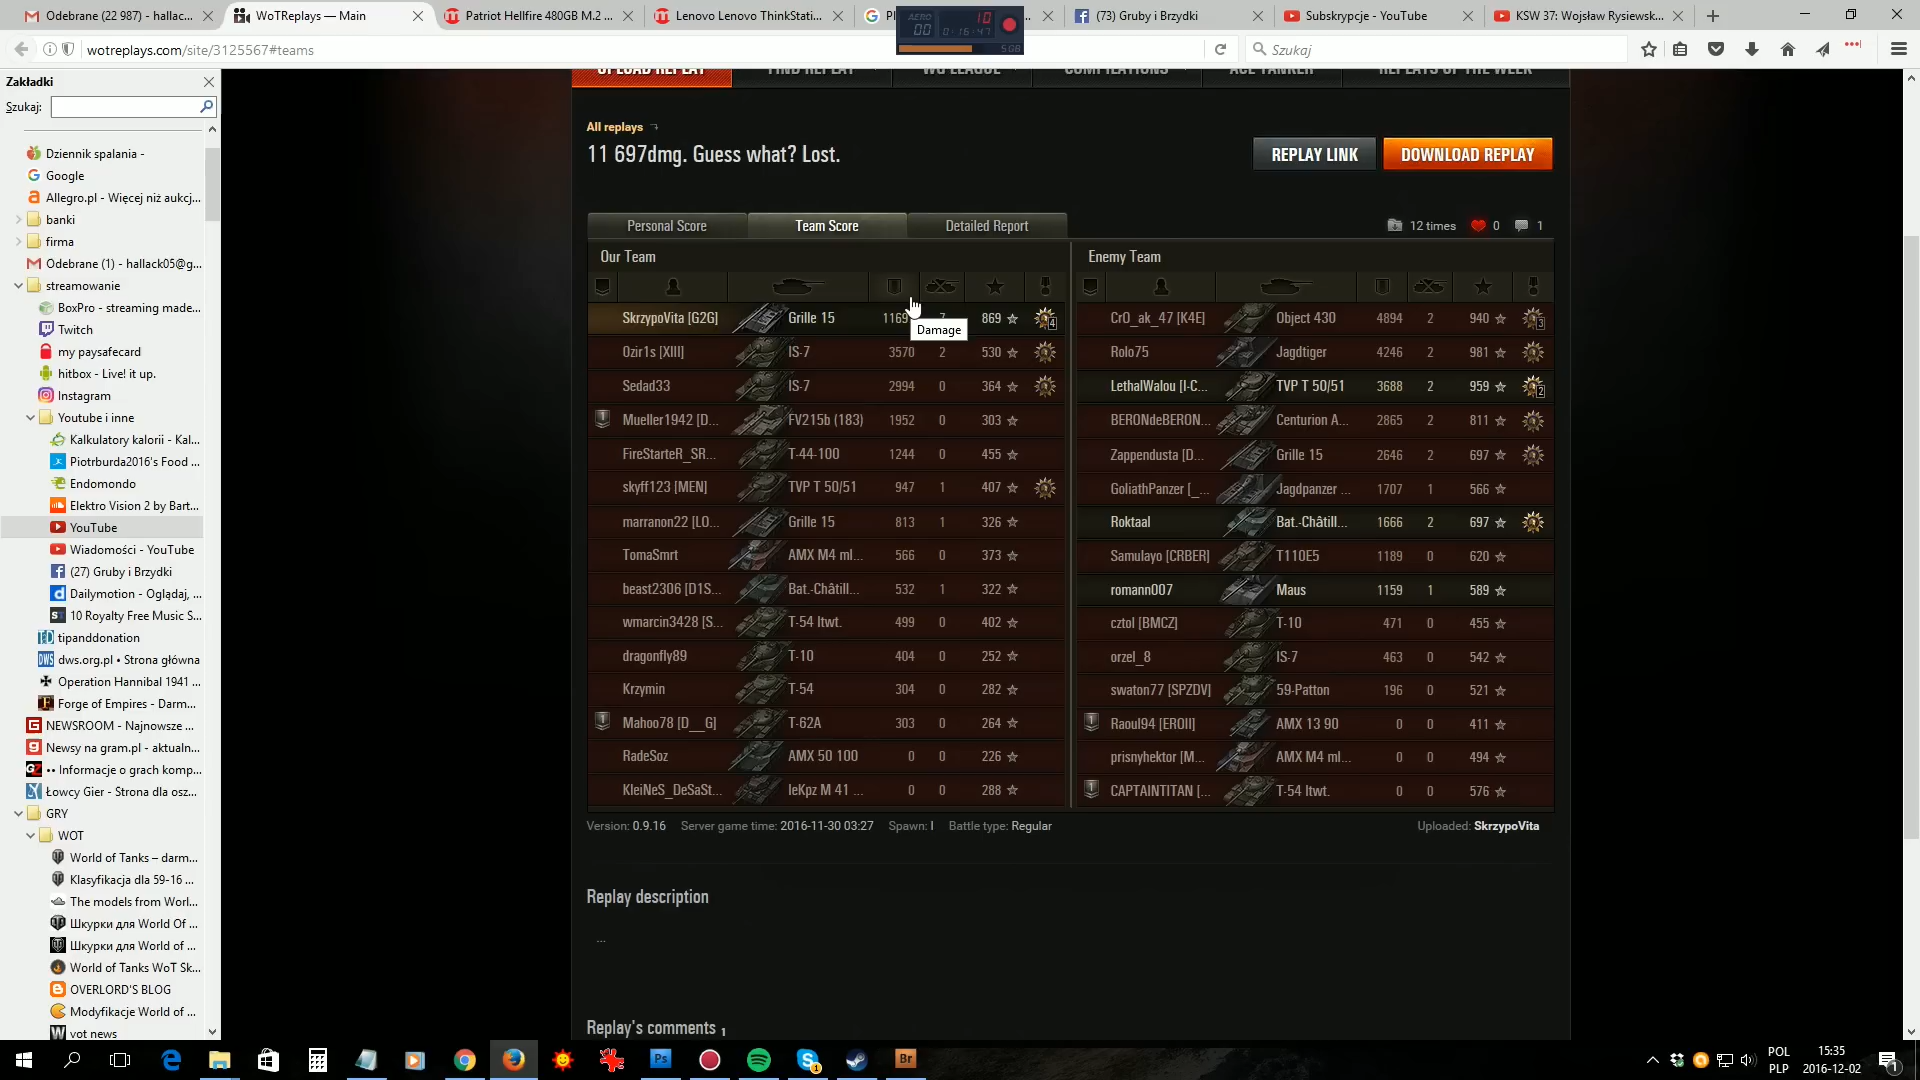 Odebrane (22 987) - hallac...
WoTReplays — Main
Patriot Hellfire 480GB M.2 ...
Lenovo Lenovo ThinkStati...
(73) Gruby i Brzydki
Subskrypcje - YouTube
KSW 37: Wojsław Rysiewsk...
wotreplays.com/site/3125567#teams
Szukaj
Zakładki
Szukaj:
Dziennik spalania -
Google
Allegro.pl - Więcej niż aukcj...
banki
firma
Odebrane (1) - hallack05@g...
streamowanie
BoxPro - streaming made...
Twitch
my paysafecard
hitbox - Live! it up.
Instagram
Youtube i inne
Kalkulatory kalorii - Kal...
Piotrburda2016's Food ...
Endomondo
Elektro Vision 2 by Bart...
YouTube
Wiadomości - YouTube
(27) Gruby i Brzydki
Dailymotion - Oglądaj, ...
10 Royalty Free Music S...
tipanddonation
dws.org.pl • Strona główna
Operation Hannibal 1941 ...
Forge of Empires - Darm...
NEWSROOM - Najnowsze ...
Newsy na gram.pl - aktualn...
•• Informacje o grach komp...
Łowcy Gier - Strona dla osz...
GRY
WOT
World of Tanks – darm...
Klasyfikacja dla 59-16 ...
The models from Worl...
Шкурки для World Of ...
Шкурки для World of ...
World of Tanks WoT Sk...
OVERLORD'S BLOG
Modyfikacje World of ...
vot news
UPLOAD REPLAY FIND REPLAY WG LEAGUE COMPILATIONS ACE TANKER REPLAYS OF THE WEEK
All replays
11 697dmg. Guess what? Lost.
REPLAY LINK
DOWNLOAD REPLAY
Personal Score Team Score Detailed Report
12 times 0 1
Our Team
SkrzypoVita [G2G] Grille 15 1169 7 869 4
Ozir1s [XIII] IS-7 3570 2 530
Sedad33 IS-7 2994 0 364
Mueller1942 [D... FV215b (183) 1952 0 303
FireStarteR_SR... T-44-100 1244 0 455
skyff123 [MEN] TVP T 50/51 947 1 407
marranon22 [LO... Grille 15 813 1 326
TomaSmrt AMX M4 ml... 566 0 373
beast2306 [D1S... Bat.-Châtill... 532 1 322
wmarcin3428 [S... T-54 ltwt. 499 0 402
dragonfly89 T-10 404 0 252
Krzymin T-54 304 0 282
Mahoo78 [D__G] T-62A 303 0 264
RadeSoz AMX 50 100 0 0 226
KleiNeS_DeSaSt... leKpz M 41 ... 0 0 288
Damage
Enemy Team
CrO_ak_47 [K4E] Object 430 4894 2 940 3
Rolo75 Jagdtiger 4246 2 981
LethalWalou [I-C... TVP T 50/51 3688 2 959 2
BERONdeBERON... Centurion A... 2865 2 811
Zappendusta [D... Grille 15 2646 2 697
GoliathPanzer [_... Jagdpanzer ... 1707 1 566
Roktaal Bat.-Châtill... 1666 2 697
Samulayo [CRBER] T110E5 1189 0 620
romann007 Maus 1159 1 589
cztol [BMCZ] T-10 471 0 455
orzel_8 IS-7 463 0 542
swaton77 [SPZDV] 59-Patton 196 0 521
Raoul94 [EROII] AMX 13 90 0 0 411
prisnyhektor [M... AMX M4 ml... 0 0 494
CAPTAINTITAN [... T-54 ltwt. 0 0 576
Version: 0.9.16 Server game time: 2016-11-30 03:27 Spawn: I Battle type: Regular
Uploaded: SkrzypoVita
Replay description
...
Replay's comments 1
POL
PLP
15:35
2016-12-02